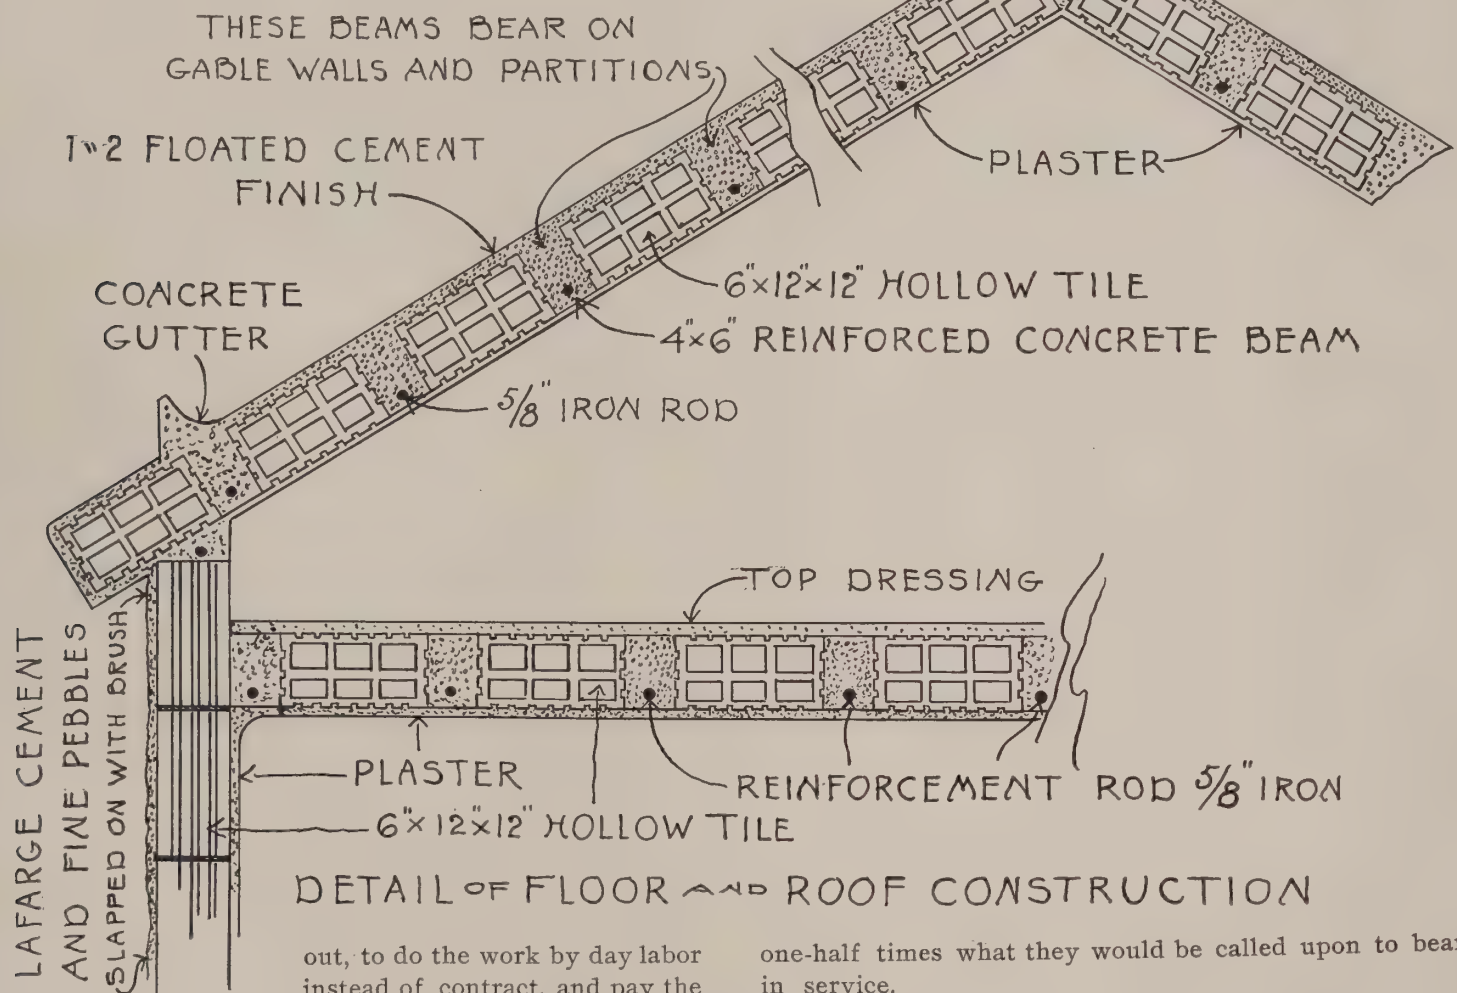 THESE BEAMS BEAR ON
GABLE WALLS AND PARTITIONS
1"2 FLOATED CEMENT
FINISH
PLASTER
CONCRETE
GUTTER
6"x12"x12" HOLLOW TILE
4"x6" REINFORCED CONCRETE BEAM
5/8" IRON ROD
TOP DRESSING
PLASTER
REINFORCEMENT ROD 5/8" IRON
6"x12"x12" HOLLOW TILE
LAFARGE CEMENT
AND FINE PEBBLES
SLAPPED ON WITH BRUSH
DETAIL OF FLOOR AND ROOF CONSTRUCTION
out, to do the work by day labor
instead of contract, and pay the
one-half times what they would be called upon to bear
in service.